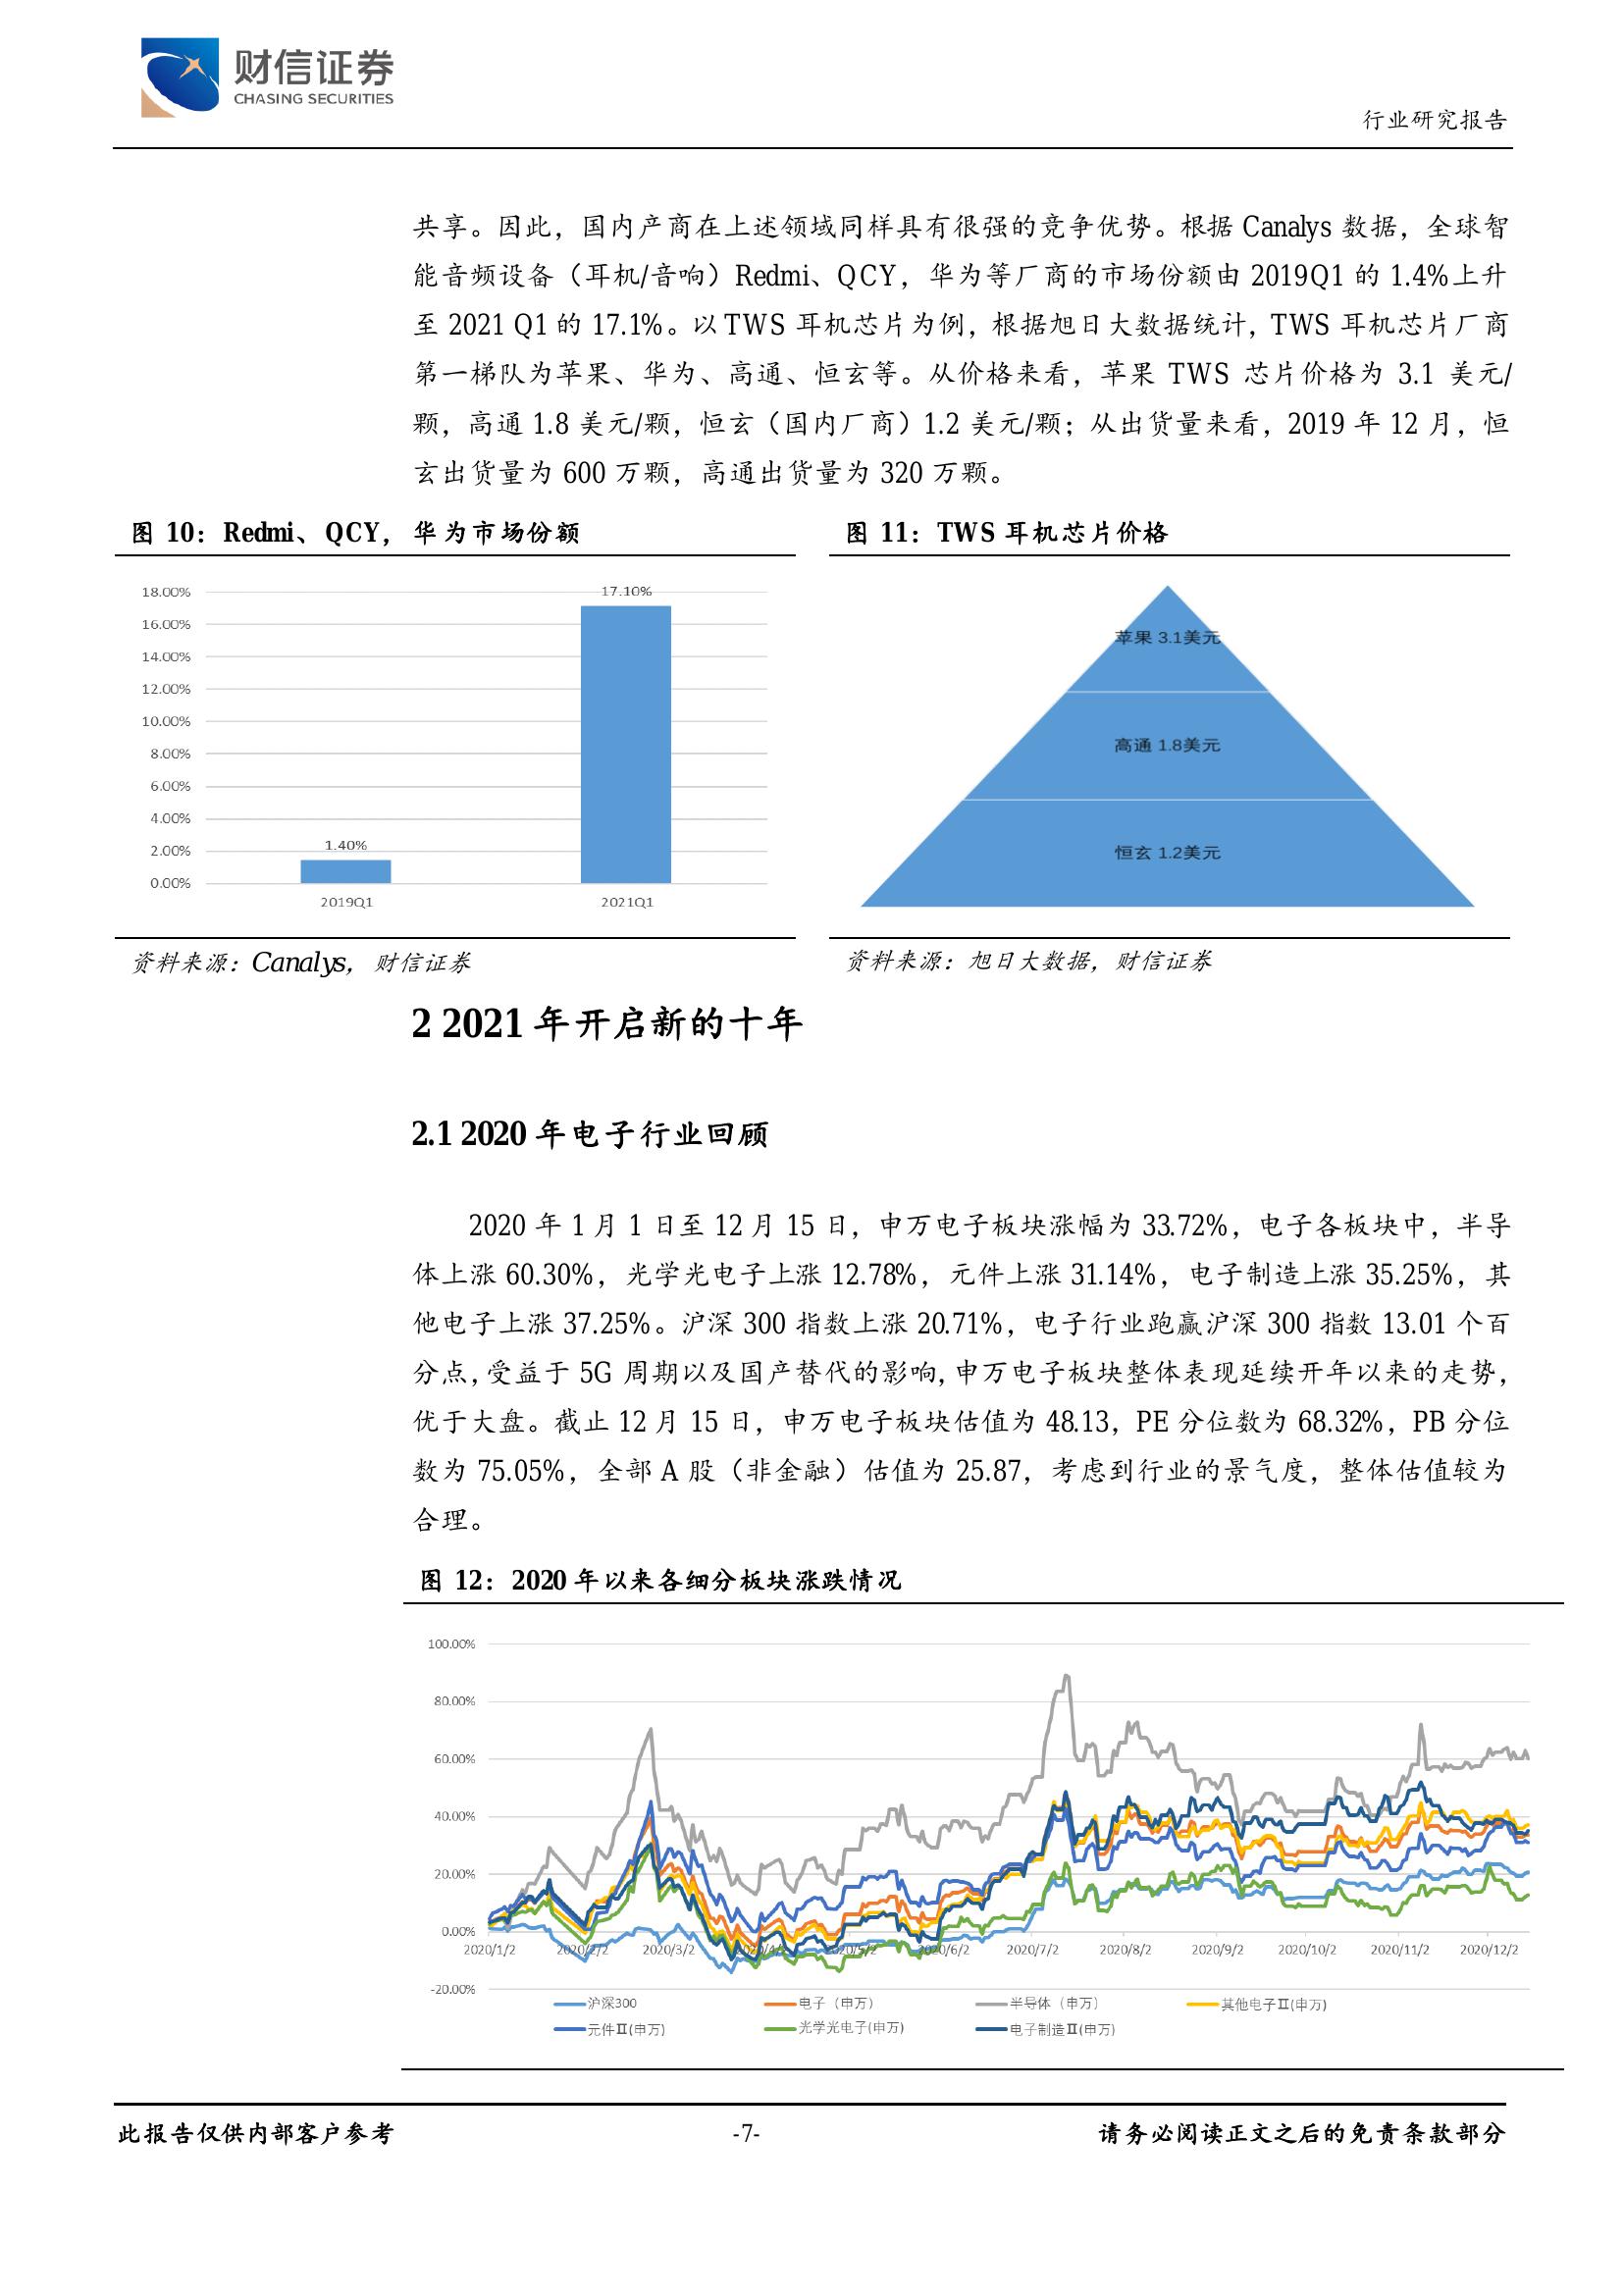 财信证券
CHASING SECURITIES
行业研究报告
共享。因此，国内产商在上述领域同样具有很强的竞争优势。根据 Canalys 数据，全球智
能音频设备（耳机/音响）Redmi、QCY，华为等厂商的市场份额由 2019Q1 的 1.4%上升
至 2021 Q1 的 17.1%。以 TWS 耳机芯片为例，根据旭日大数据统计，TWS 耳机芯片厂商
第一梯队为苹果、华为、高通、恒玄等。从价格来看，苹果 TWS 芯片价格为 3.1 美元/
颗，高通 1.8 美元/颗，恒玄（国内厂商）1.2 美元/颗；从出货量来看，2019 年 12 月，恒
玄出货量为 600 万颗，高通出货量为 320 万颗。
图 10：Redmi、QCY，华为市场份额
18.00%
16.00%
14.00%
12.00%
10.00%
8.00%
6.00%
4.00%
2.00%
0.00%
1.40%
17.10%
2019Q1
2021Q1
资料来源：Canalys，财信证券
图 11：TWS 耳机芯片价格
苹果 3.1美元
高通 1.8美元
恒玄 1.2美元
资料来源：旭日大数据，财信证券
2 2021 年开启新的十年
2.1 2020 年电子行业回顾
2020 年 1 月 1 日至 12 月 15 日，申万电子板块涨幅为 33.72%，电子各板块中，半导
体上涨 60.30%，光学光电子上涨 12.78%，元件上涨 31.14%，电子制造上涨 35.25%，其
他电子上涨 37.25%。沪深 300 指数上涨 20.71%，电子行业跑赢沪深 300 指数 13.01 个百
分点，受益于 5G 周期以及国产替代的影响，申万电子板块整体表现延续开年以来的走势，
优于大盘。截止 12 月 15 日，申万电子板块估值为 48.13，PE 分位数为 68.32%，PB 分位
数为 75.05%，全部 A 股（非金融）估值为 25.87，考虑到行业的景气度，整体估值较为
合理。
图 12：2020 年以来各细分板块涨跌情况
100.00%
80.00%
60.00%
40.00%
20.00%
0.00%
-20.00%
2020/1/2
2020/2/2
2020/3/2
2020/4/2
2020/5/2
2020/6/2
2020/7/2
2020/8/2
2020/9/2
2020/10/2
2020/11/2
2020/12/2
沪深300
电子（申万）
半导体（申万）
其他电子Ⅱ(申万)
元件Ⅱ(申万)
光学光电子(申万)
电子制造Ⅱ(申万)
此报告仅供内部客户参考
-7-
请务必阅读正文之后的免责条款部分